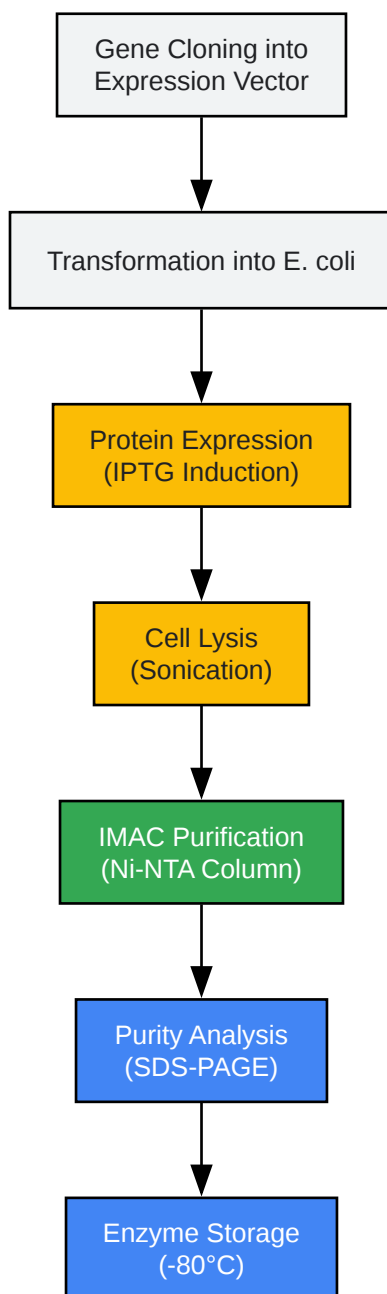 Gene Cloning into
Expression Vector
Transformation into E. coli
Protein Expression
(IPTG Induction)
Cell Lysis
(Sonication)
IMAC Purification
(Ni-NTA Column)
Purity Analysis
(SDS-PAGE)
Enzyme Storage
(-80°C)